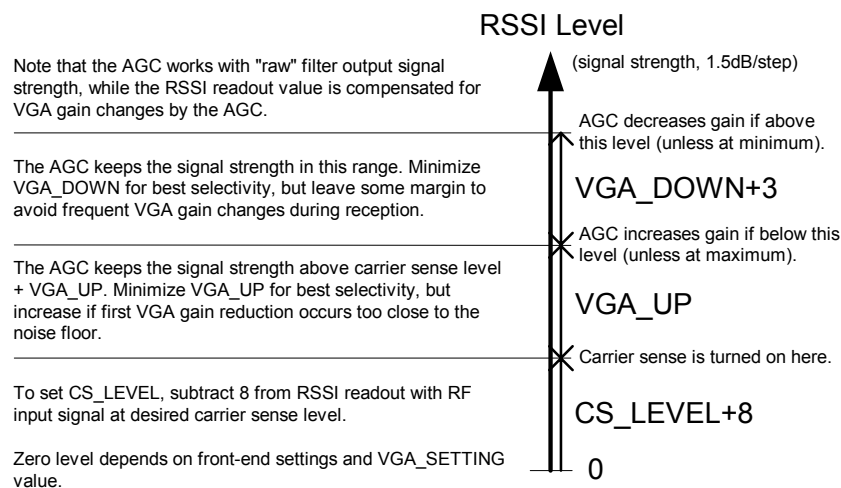 RSSI Level
(signal strength, 1.5dB/step)
Note that the AGC works with "raw" filter output signal
strength, while the RSSI readout value is compensated for
VGA gain changes by the AGC.
AGC decreases gain if above
this level (unless at minimum).
The AGC keeps the signal strength in this range. Minimize
VGA_DOWN for best selectivity, but leave some margin to
avoid frequent VGA gain changes during reception.
VGA_DOWN+3
AGC increases gain if below this
level (unless at maximum).
The AGC keeps the signal strength above carrier sense level
+ VGA_UP. Minimize VGA_UP for best selectivity, but
increase if first VGA gain reduction occurs too close to the
noise floor.
VGA_UP
Carrier sense is turned on here.
To set CS_LEVEL, subtract 8 from RSSI readout with RF
input signal at desired carrier sense level.
CS_LEVEL+8
Zero level depends on front-end settings and VGA_SETTING
value.
0